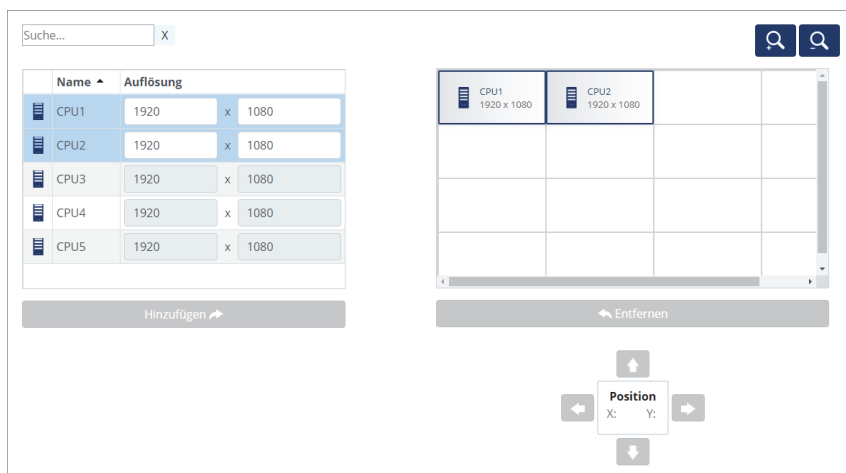 Suche... X
Name Auflösung
CPU1 1920 x 1080
CPU2 1920 x 1080
CPU3 1920 x 1080
CPU4 1920 x 1080
CPU5 1920 x 1080
Hinzufügen
CPU1
1920 x 1080
CPU2
1920 x 1080
Entfernen
Position
X: Y: